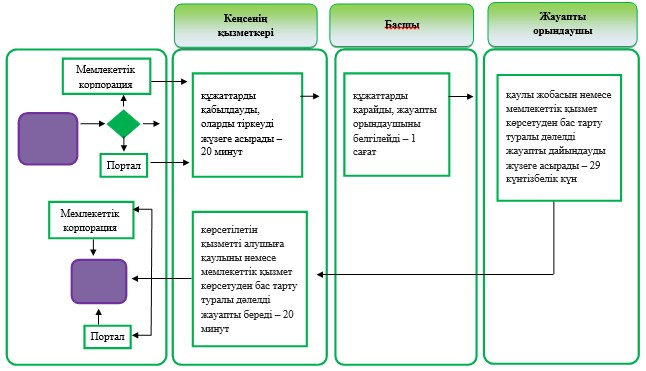 Кеңсенің
қызметкері
Басшы
Жауапты
орындаушы
Мемлекеттік
корпорация
Портал
құжаттарды
қабылдауды,
оларды тіркеуді
жүзеге асырады –
20 минут
құжаттарды
қарайды, жауапты
орындаушыны
белгілейді – 1
сағат
қаулы жобасын немесе
мемлекеттік қызмет
көрсетуден бас тарту
туралы дәлелді
жауапты дайындауды
жүзеге асырады – 29
күнтізбелік күн
Мемлекеттік
корпорация
Портал
көрсетілетін
қызметті алушыға
қаулыны немесе
мемлекеттік қызмет
көрсетуден бас тарту
туралы дәлелді
жауапты береді – 20
минут